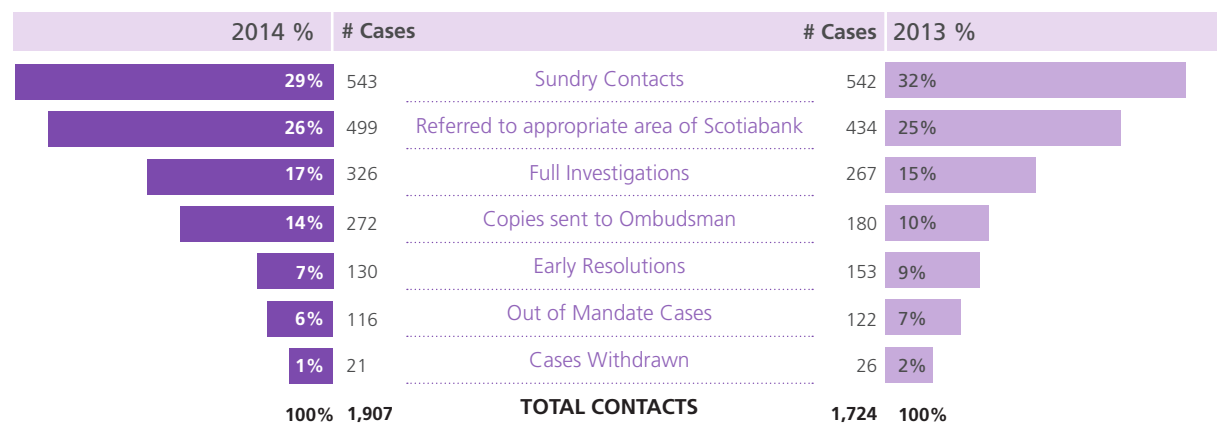 2014 % # Cases # Cases 2013 %
29% 543 Sundry Contacts 542 32%
26% 499 Referred to appropriate area of Scotiabank 434 25%
17% 326 Full Investigations 267 15%
14% 272 Copies sent to Ombudsman 180 10%
7% 130 Early Resolutions 153 9%
6% 116 Out of Mandate Cases 122 7%
1% 21 Cases Withdrawn 26 2%
100% 1,907 TOTAL CONTACTS 1,724 100%